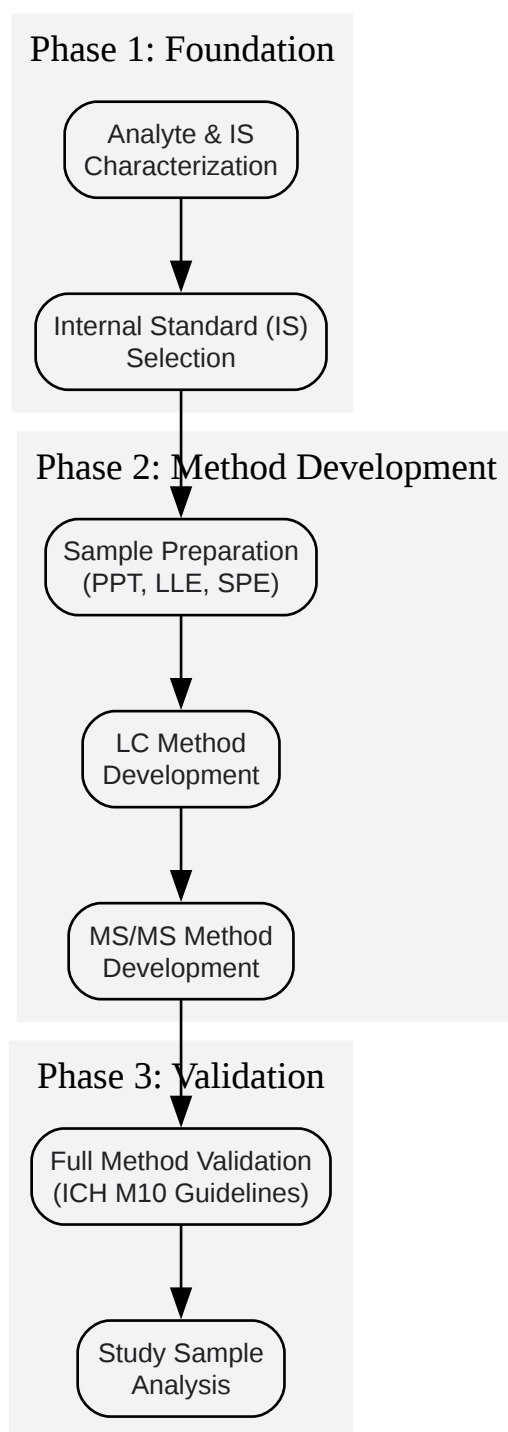 Phase 1: Foundation
Analyte & IS
Characterization
Internal Standard (IS)
Selection
Phase 2: Method Development
Sample Preparation
(PPT, LLE, SPE)
LC Method
Development
MS/MS Method
Development
Phase 3: Validation
Full Method Validation
(ICH M10 Guidelines)
Study Sample
Analysis